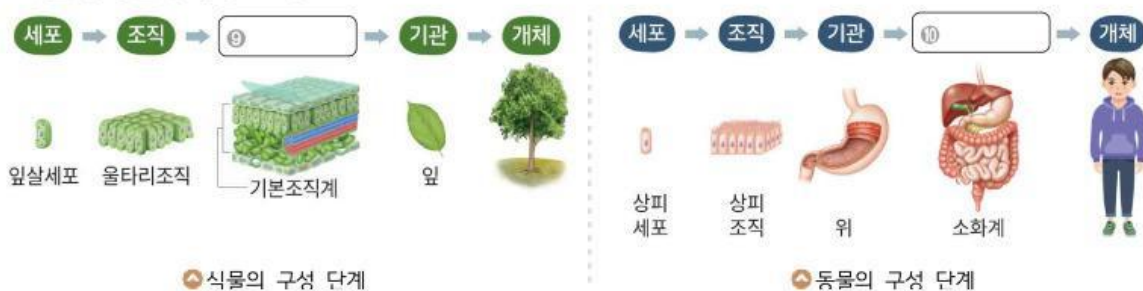 세포 조직 ⑨ 기관 개체
잎살세포 울타리조직 기본조직계 잎
식물의 구성 단계
세포 조직 기관 ⑩ 개체
상피 세포 상피 조직 위 소화계
동물의 구성 단계